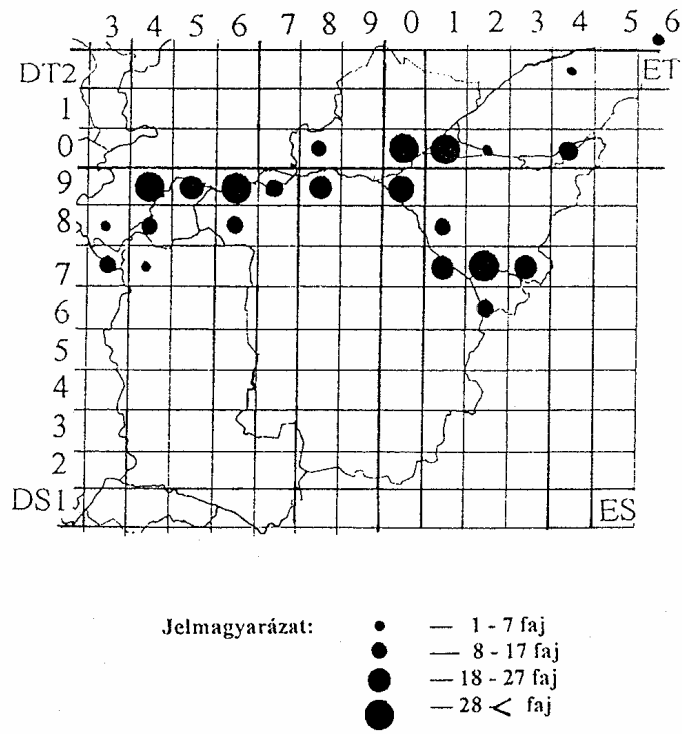 3 4 5 6 7 8 9 0 1 2 3 4 5 6
DT2 ET
1
0
9
8
7
6
5
4
3
2
DS1 ES
Jelmagyarázat:
— 1 - 7 faj
— 8 - 17 faj
— 18 - 27 faj
— 28 < faj